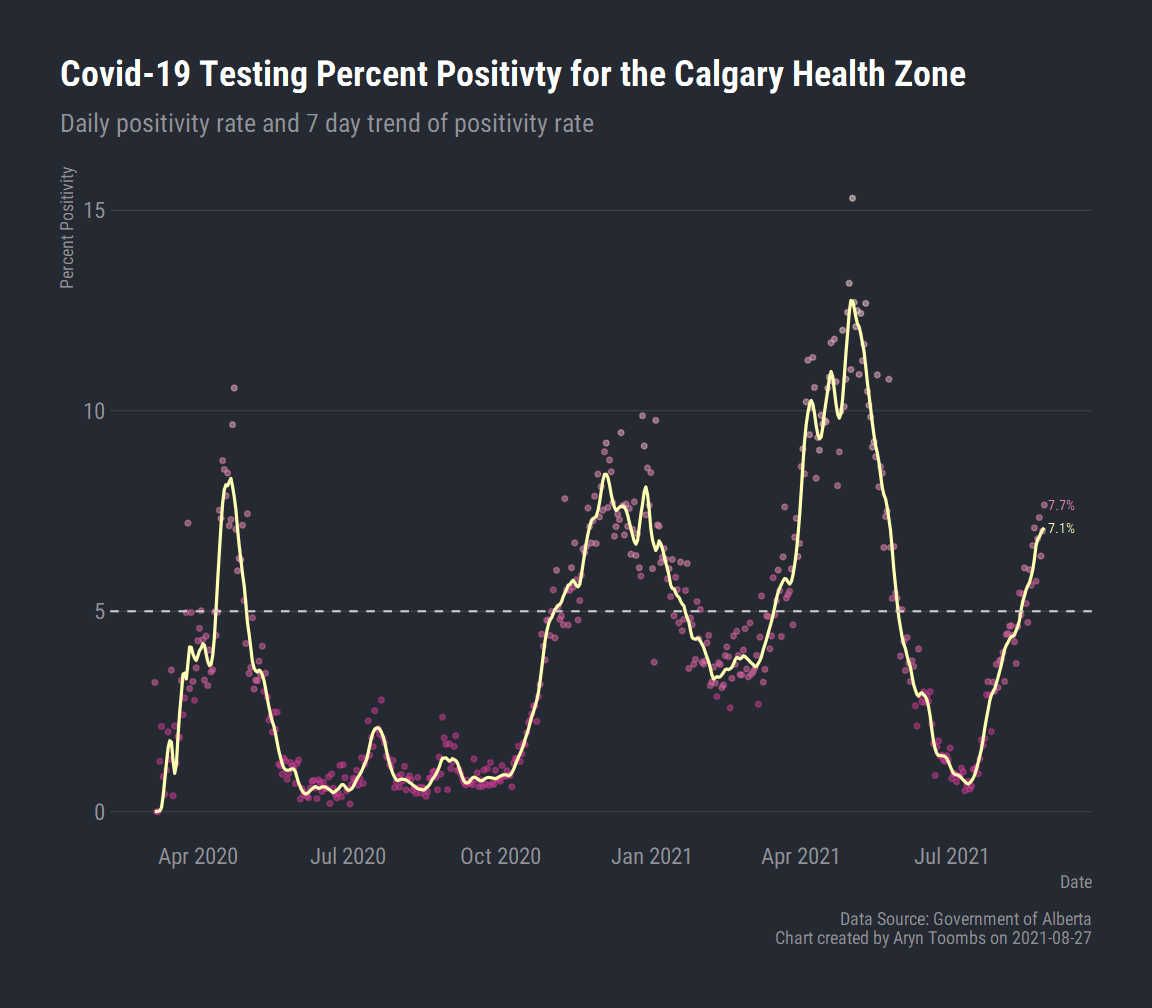 Covid-19 Testing Percent Positivty for the Calgary Health Zone
Daily positivity rate and 7 day trend of positivity rate
Percent Positivity
15
10
5
0
7.7%
7.1%
Apr 2020 Jul 2020 Oct 2020 Jan 2021 Apr 2021 Jul 2021
Date
Data Source: Government of Alberta
Chart created by Aryn Toombs on 2021-08-27